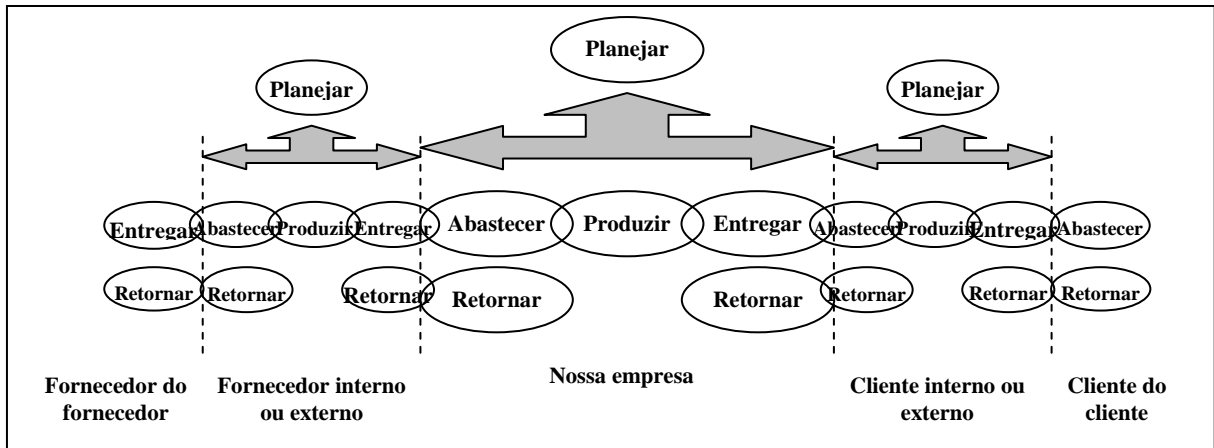 Planejar
Planejar
Planejar
Entregar
Abastecer
Produzir
Entregar
Abastecer
Produzir
Entregar
Abastecer
Produzir
Entregar
Abastecer
Retornar
Retornar
Retornar
Retornar
Retornar
Retornar
Retornar
Retornar
Fornecedor do
fornecedor
Fornecedor interno
ou externo
Nossa empresa
Cliente interno ou
externo
Cliente do
cliente